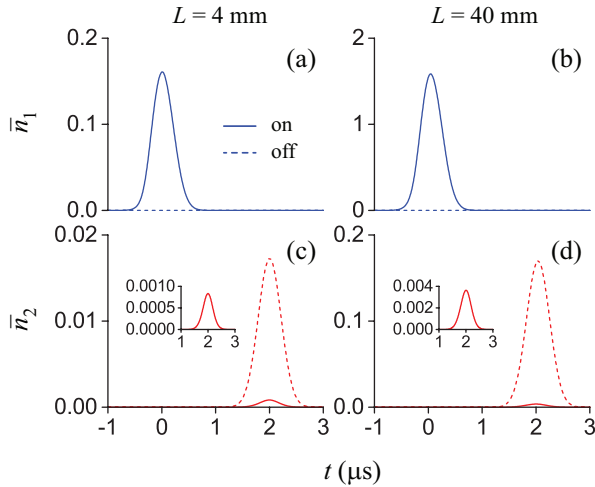 L = 4 mm
L = 40 mm
n̄₁
0.2
0.1
0.0
(a)
on
off
2
1
0
(b)
n̄₂
0.02
0.01
0.00
(c)
0.0010
0.0005
0.0000
1 2 3
0.2
0.1
0.0
(d)
0.004
0.002
0.000
1 2 3
-1 0 1 2 3
-1 0 1 2 3
t (μs)